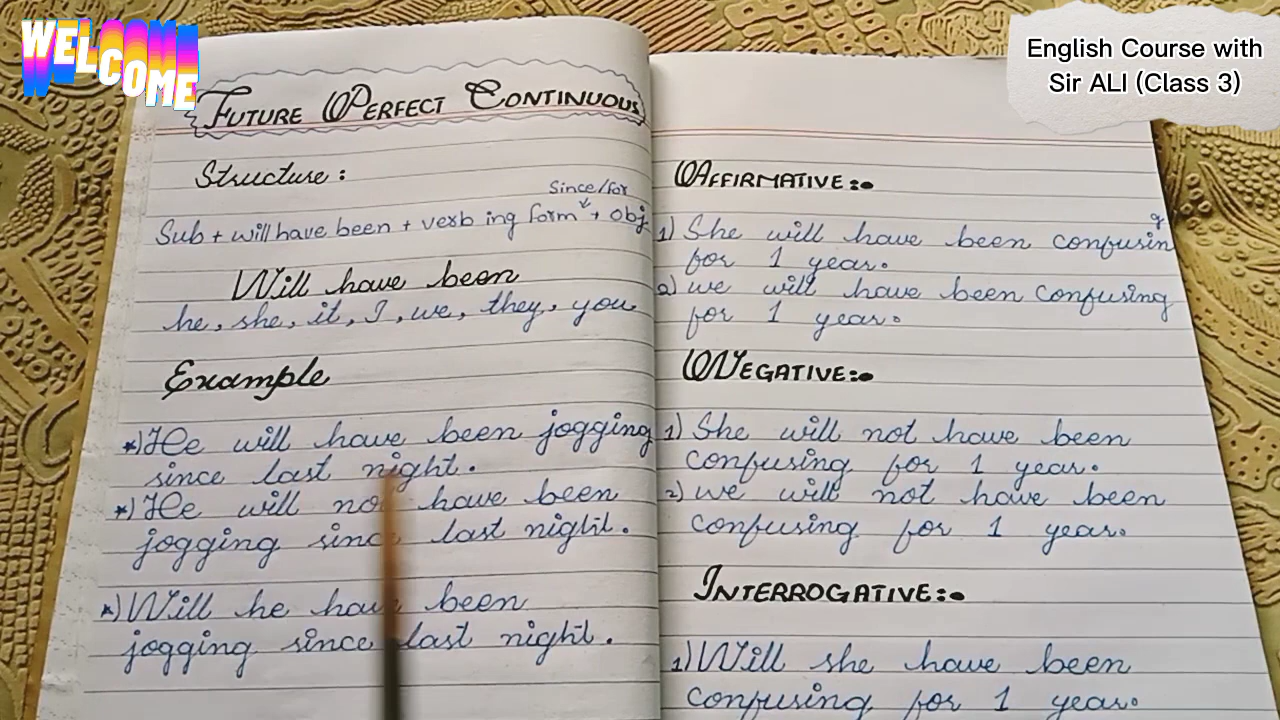 WELCOME
English Course with
Sir ALI (Class 3)
FUTURE PERFECT CONTINUOUS
Structure :
Since/for
Sub + will have been + verb ing form + obj
Will have been
he, she, it, I, we, they, you
Example
*) He will have been jogging
since last night.
*) He will not have been
jogging since last night.
*) Will he have been
jogging since last night.
AFFIRMATIVE:-
1) She will have been confusing
for 1 year.
2) we will have been confusing
for 1 year.
NEGATIVE:-
1) She will not have been
confusing for 1 year.
2) we will not have been
confusing for 1 year.
INTERROGATIVE:-
1) Will she have been
confusing for 1 year.